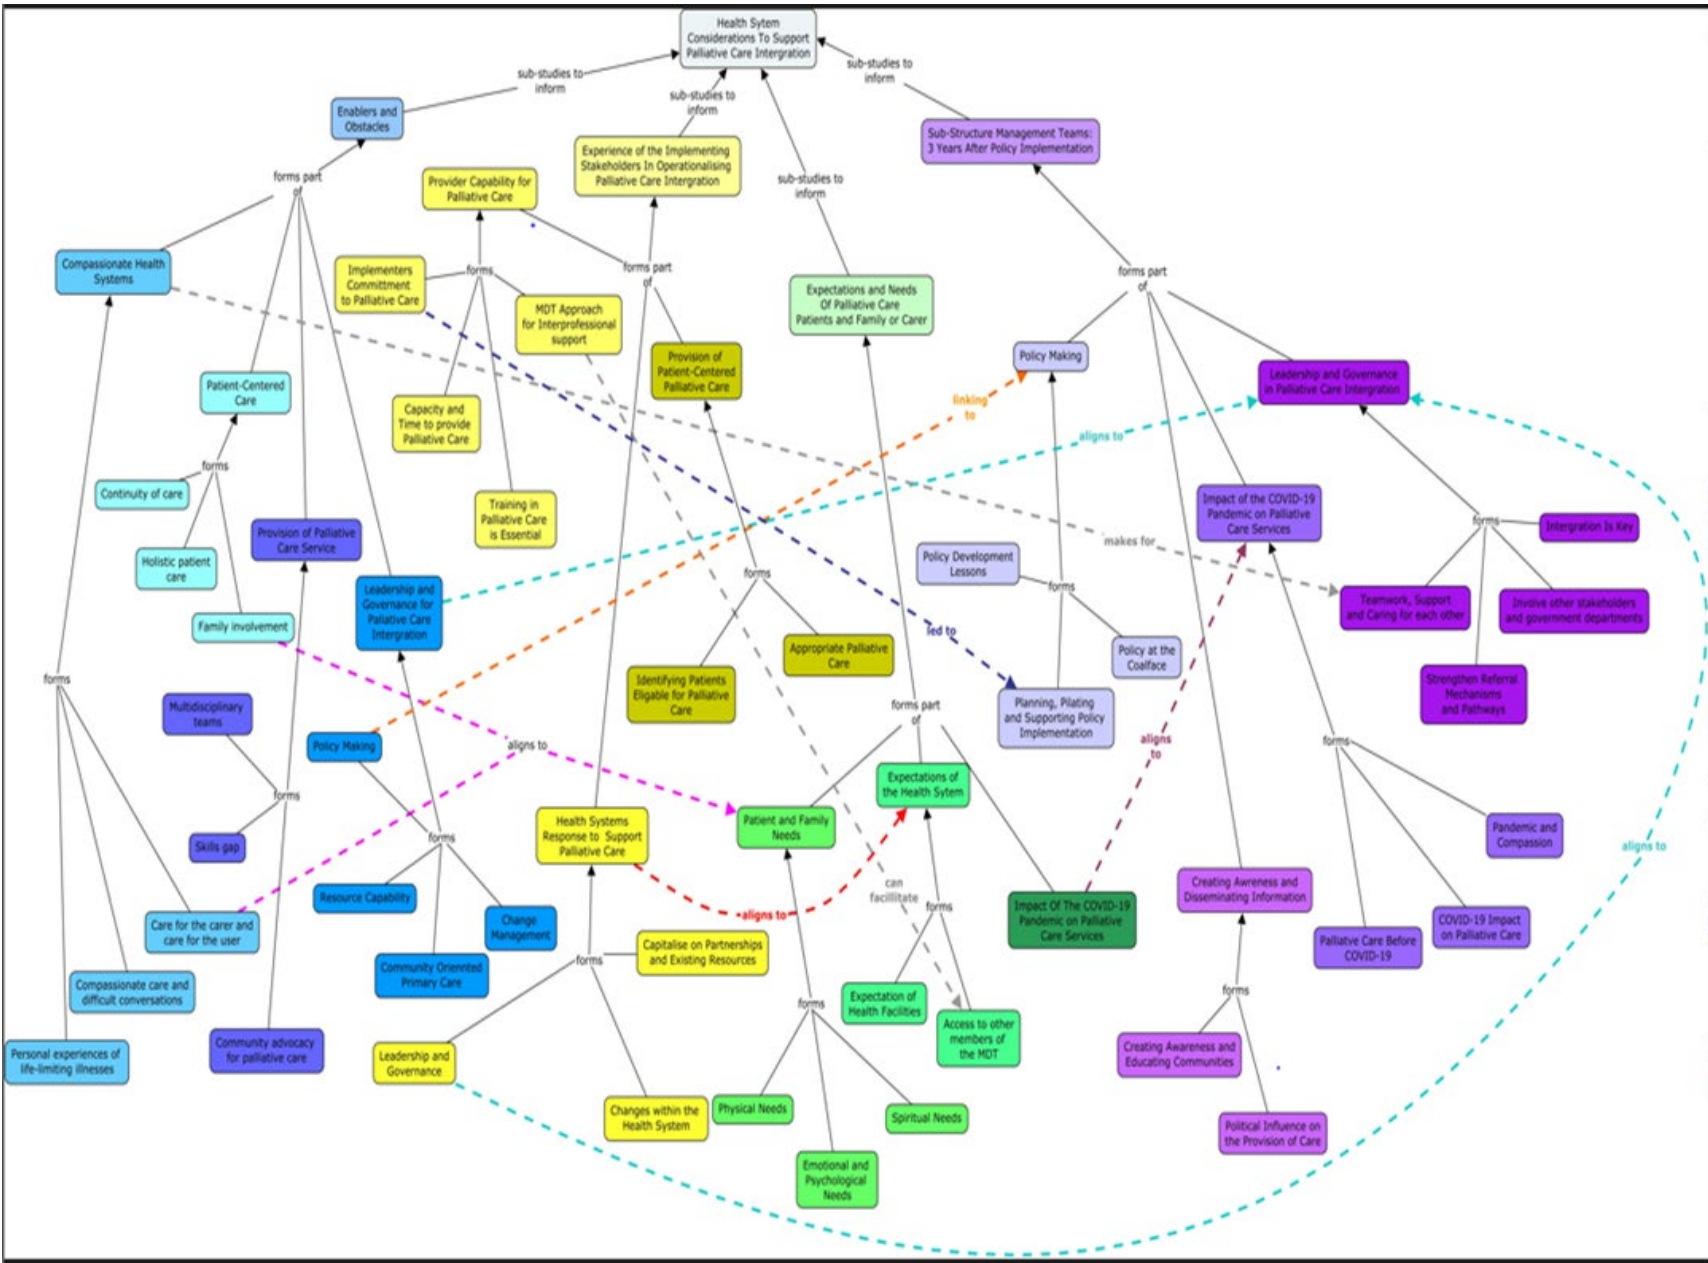 Health Sytem
Considerations To Support
Palliative Care Intergration
sub-studies to
inform
sub-studies to
inform
sub-studies to
inform
sub-studies to
inform
Enablers and
Obstacles
Experience of the Implementing
Stakeholders In Operationalising
Palliative Care Intergration
Sub-Structure Management Teams:
3 Years After Policy Implementation
forms part
of
Provider Capability for
Palliative Care
Compassionate Health
Systems
Implementers
Committment
to Palliative Care
forms
MDT Approach
for Interprofessional
support
forms part
of
Expectations and Needs
Of Palliative Care
Patients and Family or Carer
forms part
of
Provision of
Patient-Centered
Palliative Care
Policy Making
Leadership and Governance
in Palliative Care Intergration
Patient-Centered
Care
Capacity and
Time to provide
Palliative Care
linking
to
aligns to
forms
Continuity of care
Training in
Palliative Care
is Essential
Impact of the COVID-19
Pandemic on Palliative
Care Services
forms
Intergration Is Key
Provision of Palliative
Care Service
makes for
Holistic patient
care
Policy Development
Lessons
forms
forms
Leadership and
Governance for
Palliative Care
Intergration
Teamwork, Support
and Caring for each other
Involve other stakeholders
and government departments
Family involvement
led to
Appropriate Palliative
Care
Policy at the
Coalface
Identifying Patients
Eligable for Palliative
Care
Strengthen Referral
Mechanisms
and Pathways
forms
Multidisciplinary
teams
forms part
of
Planning, Pilating
and Supporting Policy
Implementation
Policy Making
aligns to
aligns
to
forms
Expectations of
the Health Sytem
forms
Patient and Family
Needs
Health Systems
Response to Support
Palliative Care
Skills gap
forms
Pandemic and
Compassion
aligns to
Resource Capability
can
facillitate
Creating Awreness and
Disseminating Information
Care for the carer and
care for the user
Change
Management
aligns to
forms
Impact Of The COVID-19
Pandemic on Palliative
Care Services
COVID-19 Impact
on Palliative Care
Palliatve Care Before
COVID-19
Capitalise on Partnerships
and Existing Resources
forms
Community Oriennted
Primary Care
Compassionate care and
difficult conversations
forms
Expectation of
Health Facilities
forms
Access to other
members of
the MDT
Personal experiences of
life-limiting illnesses
Community advocacy
for palliative care
Leadership and
Governance
Creating Awareness and
Educating Communities
Changes within the
Health System
Physical Needs
Spiritual Needs
Political Influence on
the Provision of Care
Emotional and
Psychological
Needs